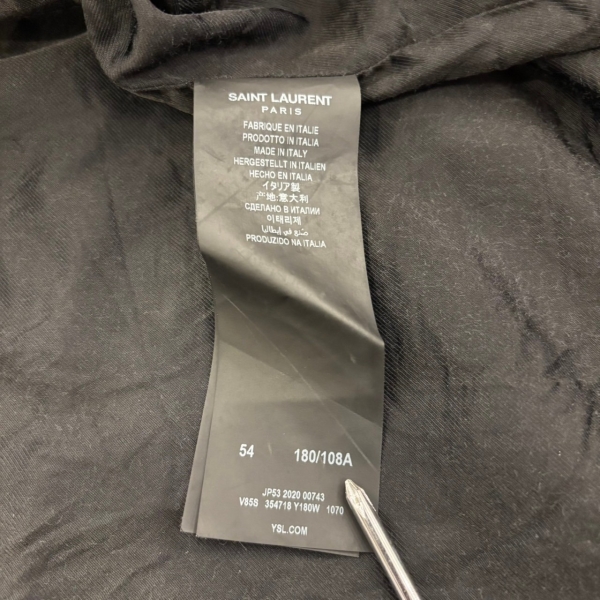 SAINT LAURENT
PARIS
FABRIQUE EN ITALIE
PRODOTTO IN ITALIA
MADE IN ITALY
HERGESTELLT IN ITALIEN
HECHO EN ITALIA
イタリア製
产地:意大利
СДЕЛАНО В ИТАЛИИ
이태리제
صنع في إيطاليا
PRODUZIDO NA ITALIA
54 180/108A
JP53 2020 00743
V85S 354718 Y180W 1070
YSL.COM